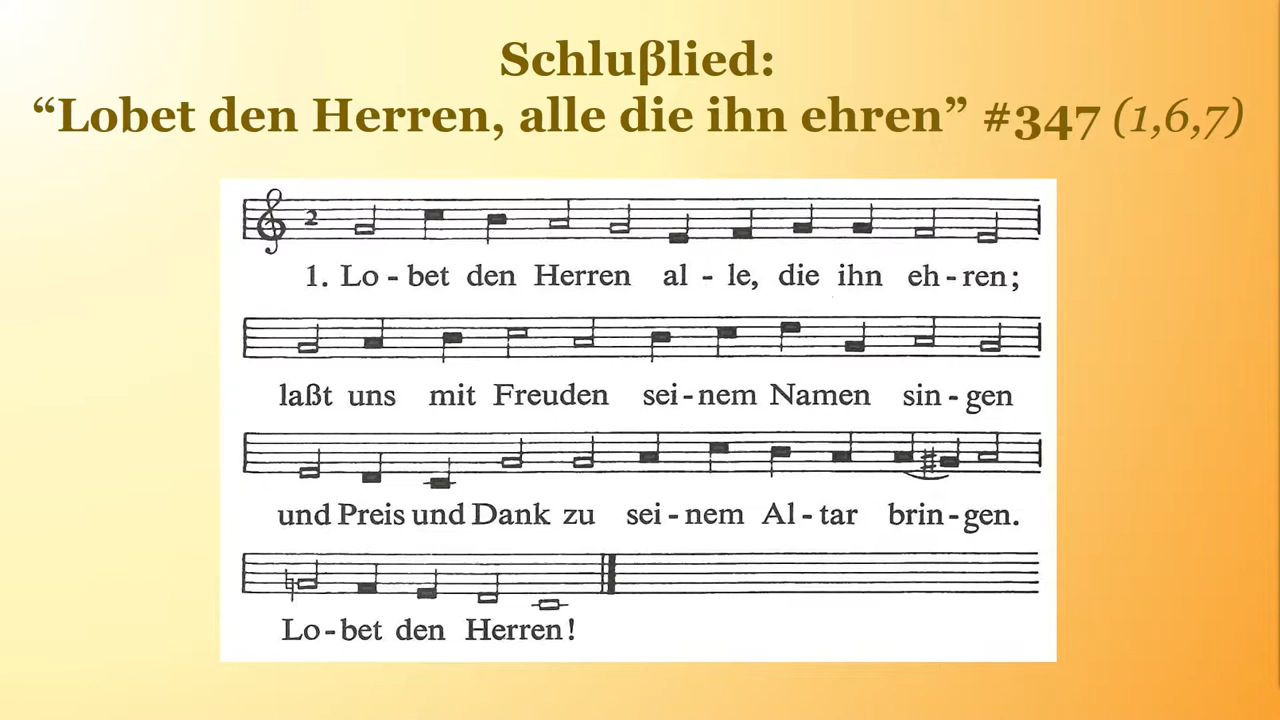 Schlußlied:
“Lobet den Herren, alle die ihn ehren” #347 (1,6,7)
2
1. Lo - bet den Herren al - le, die ihn eh - ren;
laßt uns mit Freuden sei - nem Namen sin - gen
und Preis und Dank zu sei - nem Al - tar brin - gen.
Lo - bet den Herren!